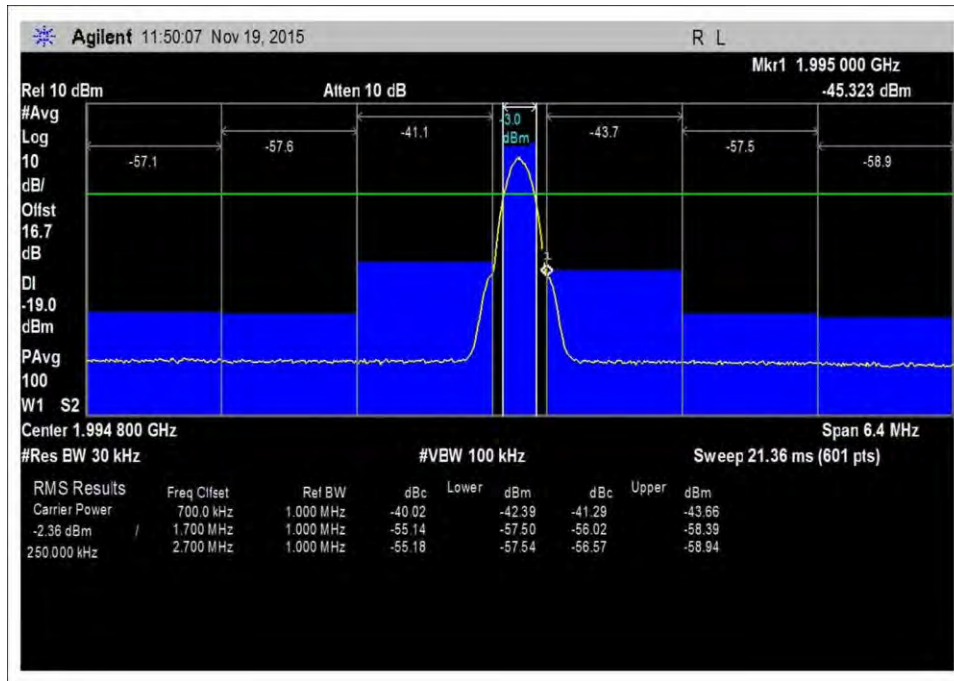 Agilent 11:50:07 Nov 19, 2015 R L
Mkr1 1.995 000 GHz
Rel 10 dBm Atten 10 dB -45.323 dBm
#Avg
Log
10
dB/
Offst
16.7
dB
DI
-19.0
dBm
PAvg
100
W1 S2
-57.1 -57.6 -41.1 -3.0 dBm -43.7 -57.5 -58.9
1
Center 1.994 800 GHz Span 6.4 MHz
#Res BW 30 kHz #VBW 100 kHz Sweep 21.36 ms (601 pts)
RMS Results Freq Clfset Ref BW dBc Lower dBm dBc Upper dBm
Carrier Power 700.0 kHz 1.000 MHz -40.02 -42.39 -41.29 -43.66
-2.36 dBm / 1.700 MHz 1.000 MHz -55.14 -57.50 -56.02 -58.39
250.000 kHz 2.700 MHz 1.000 MHz -55.18 -57.54 -56.57 -58.94